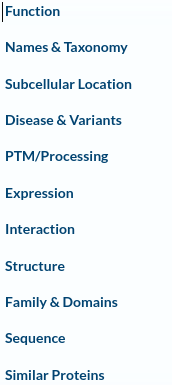 Function
Names & Taxonomy
Subcellular Location
Disease & Variants
PTM/Processing
Expression
Interaction
Structure
Family & Domains
Sequence
Similar Proteins